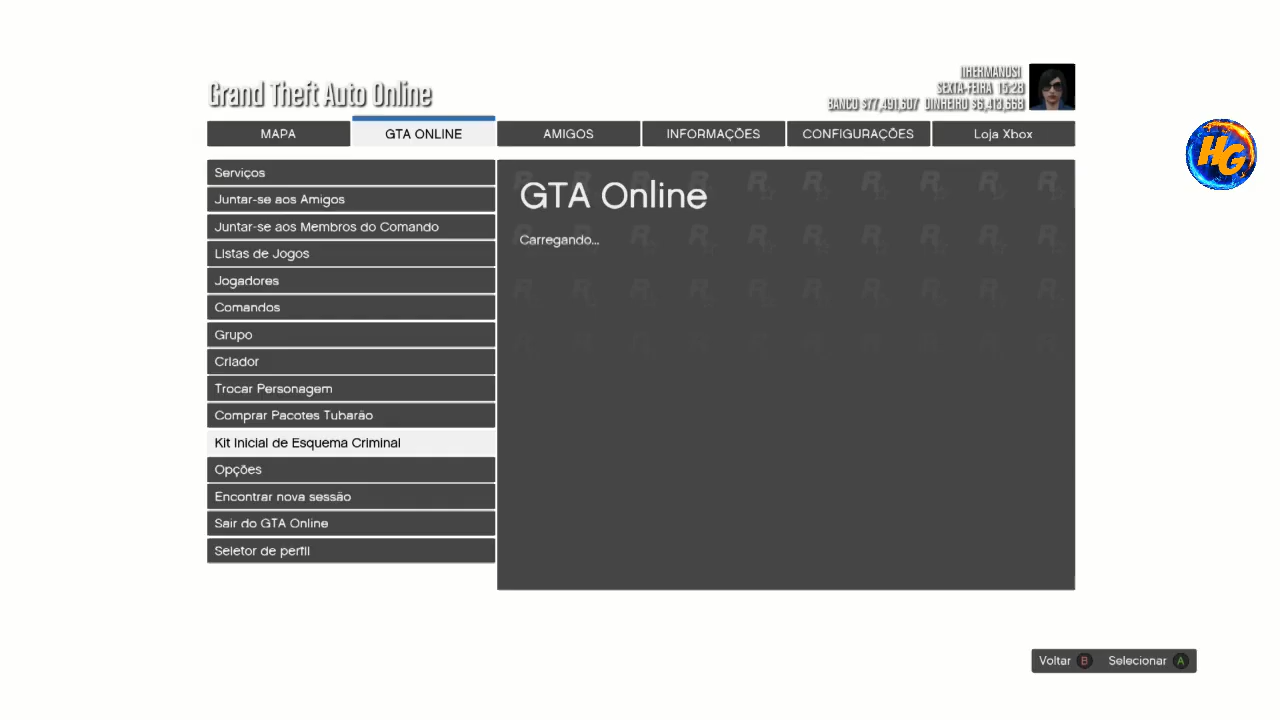 Grand Theft Auto Online
1HERMANOS1
SEXTA-FEIRA 15:28
BANCO $77,491,607 DINHEIRO $6,413,668
MAPA
GTA ONLINE
AMIGOS
INFORMAÇÕES
CONFIGURAÇÕES
Loja Xbox
HG
Serviços
Juntar-se aos Amigos
Juntar-se aos Membros do Comando
Listas de Jogos
Jogadores
Comandos
Grupo
Criador
Trocar Personagem
Comprar Pacotes Tubarão
Kit Inicial de Esquema Criminal
Opções
Encontrar nova sessão
Sair do GTA Online
Seletor de perfil
GTA Online
Carregando...
Voltar B Selecionar A